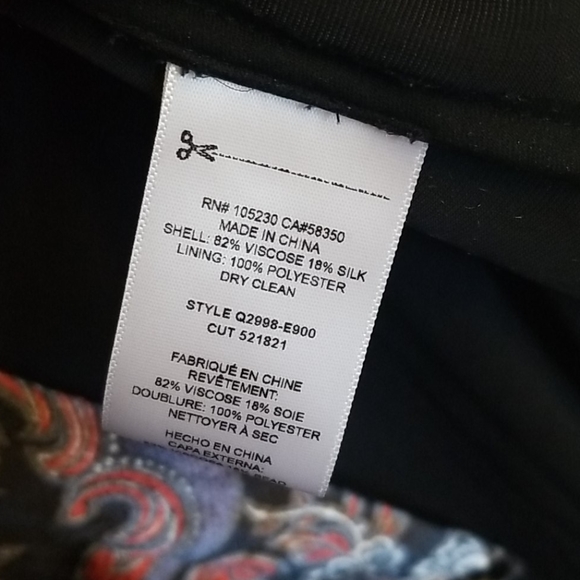 RN# 105230 CA#58350
MADE IN CHINA
SHELL: 82% VISCOSE 18% SILK
LINING: 100% POLYESTER
DRY CLEAN
STYLE Q2998-E900
CUT 521821
FABRIQUÉ EN CHINE
REVÊTEMENT:
82% VISCOSE 18% SOIE
DOUBLURE: 100% POLYESTER
NETTOYER À SEC
HECHO EN CHINA
CAPA EXTERNA: